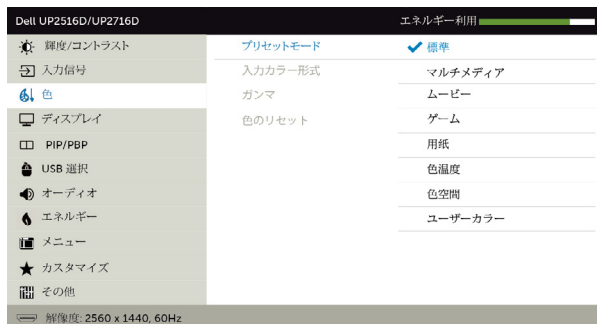 Dell UP2516D/UP2716D
エネルギー利用
輝度/コントラスト
プリセットモード
標準
入力信号
入力カラー形式
マルチメディア
色
ガンマ
ムービー
ディスプレイ
色のリセット
ゲーム
PIP/PBP
用紙
USB 選択
色温度
オーディオ
色空間
エネルギー
ユーザーカラー
メニュー
カスタマイズ
その他
解像度: 2560 x 1440, 60Hz